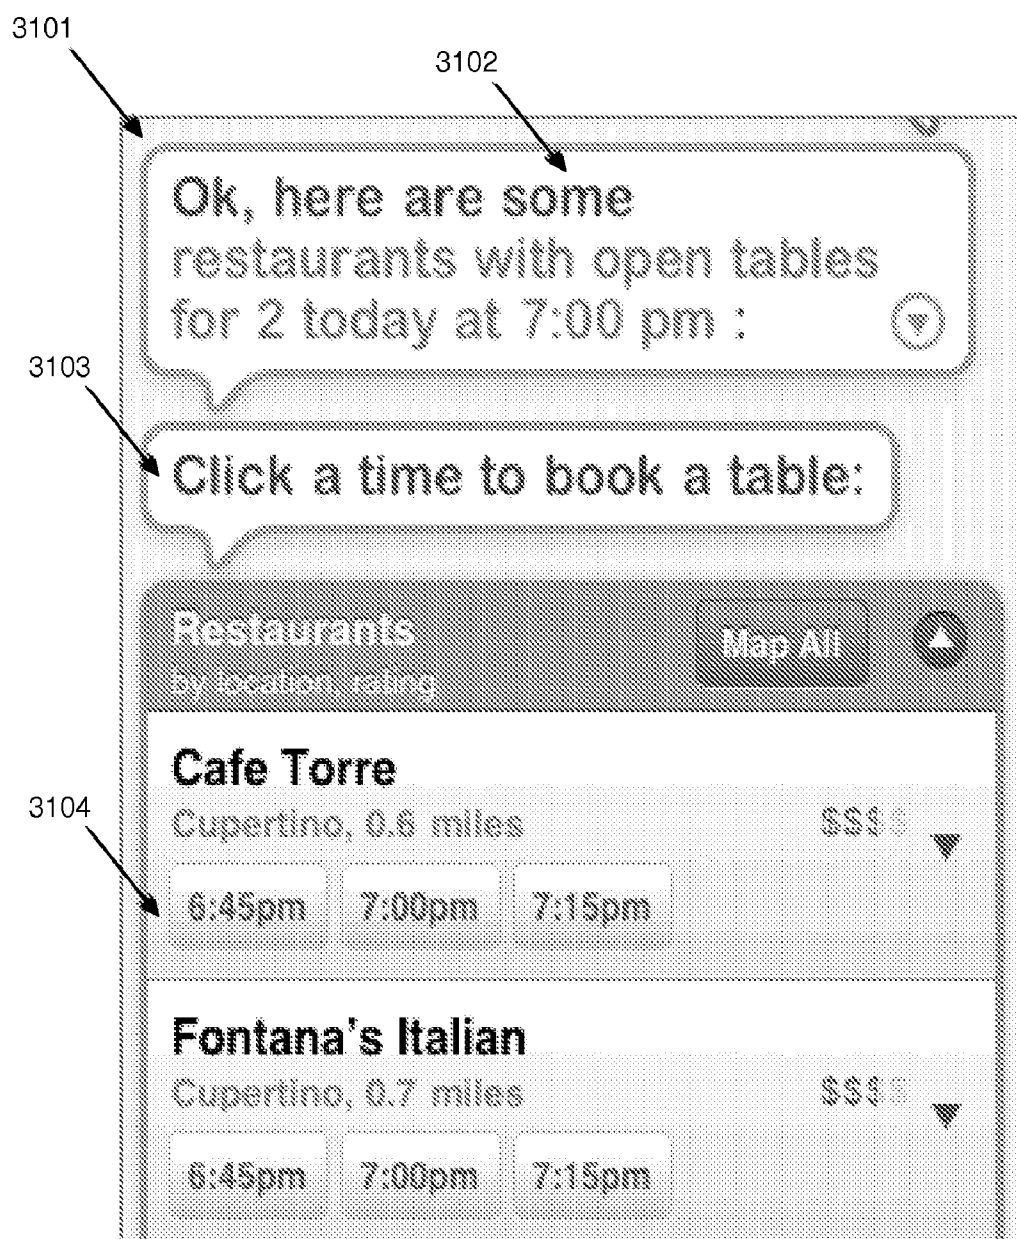 3101
3102
Ok, here are some
restaurants with open tables
for 2 today at 7:00 pm :
3103
Click a time to book a table:
Restaurants
Map All
by location, rating
Cafe Torre
3104
Cupertino, 0.6 miles
$$$$
6:45pm 7:00pm 7:15pm
Fontana's Italian
Cupertino, 0.7 miles
$$$$
6:45pm 7:00pm 7:15pm